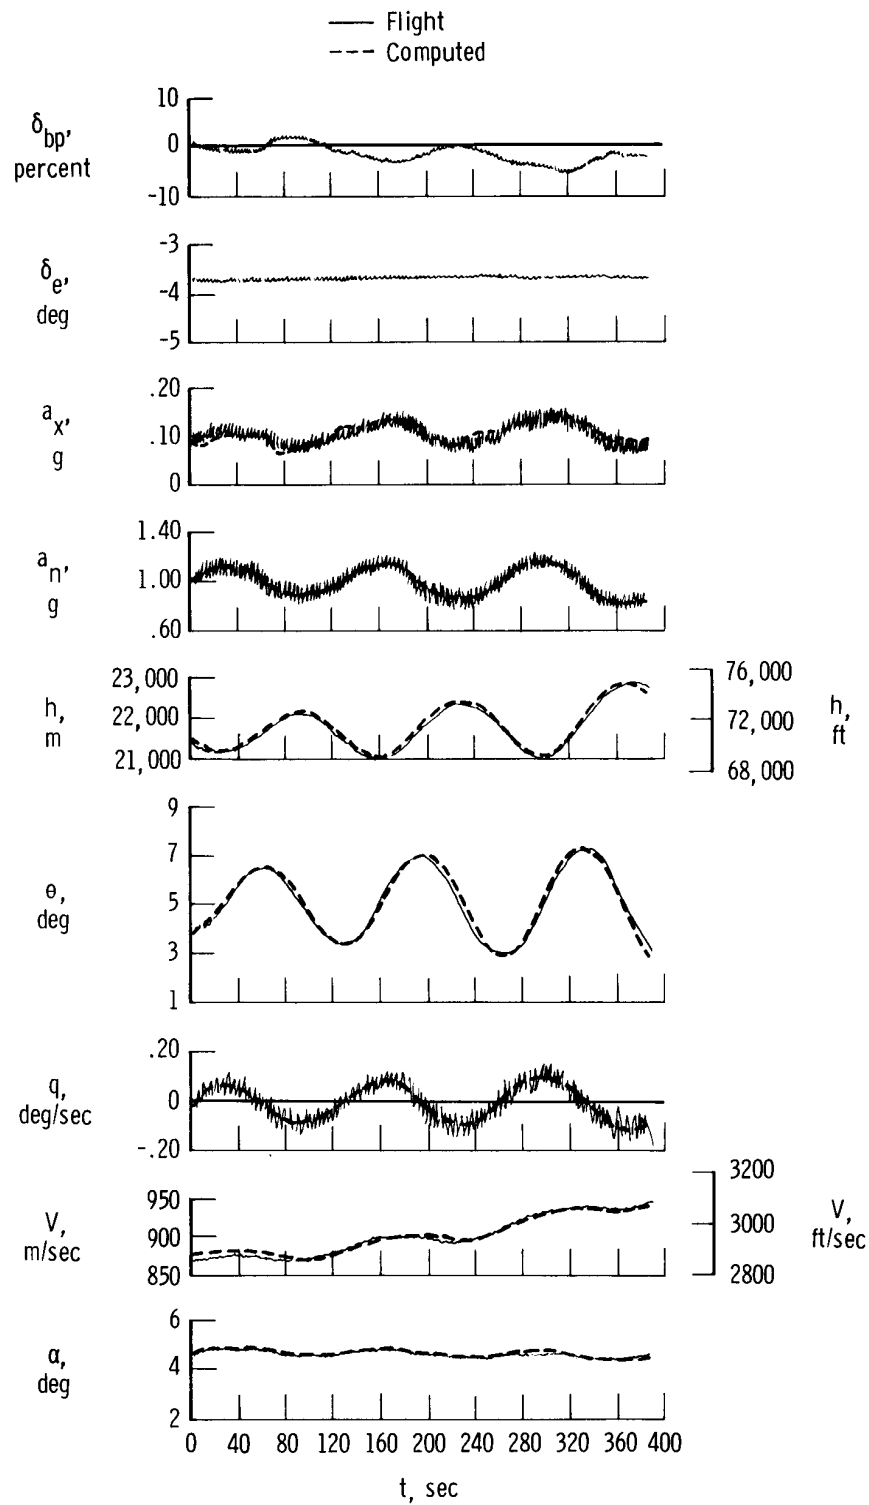 Flight
Computed
δbp, percent
10
0
-10
δe, deg
-3
-4
-5
ax, g
.20
.10
0
an, g
1.40
1.00
.60
h, m
23,000
22,000
21,000
76,000
72,000
68,000
h, ft
θ, deg
9
7
5
3
1
q, deg/sec
.20
0
-.20
V, m/sec
950
900
850
3200
3000
2800
V, ft/sec
α, deg
6
4
2
0 40 80 120 160 200 240 280 320 360 400
t, sec